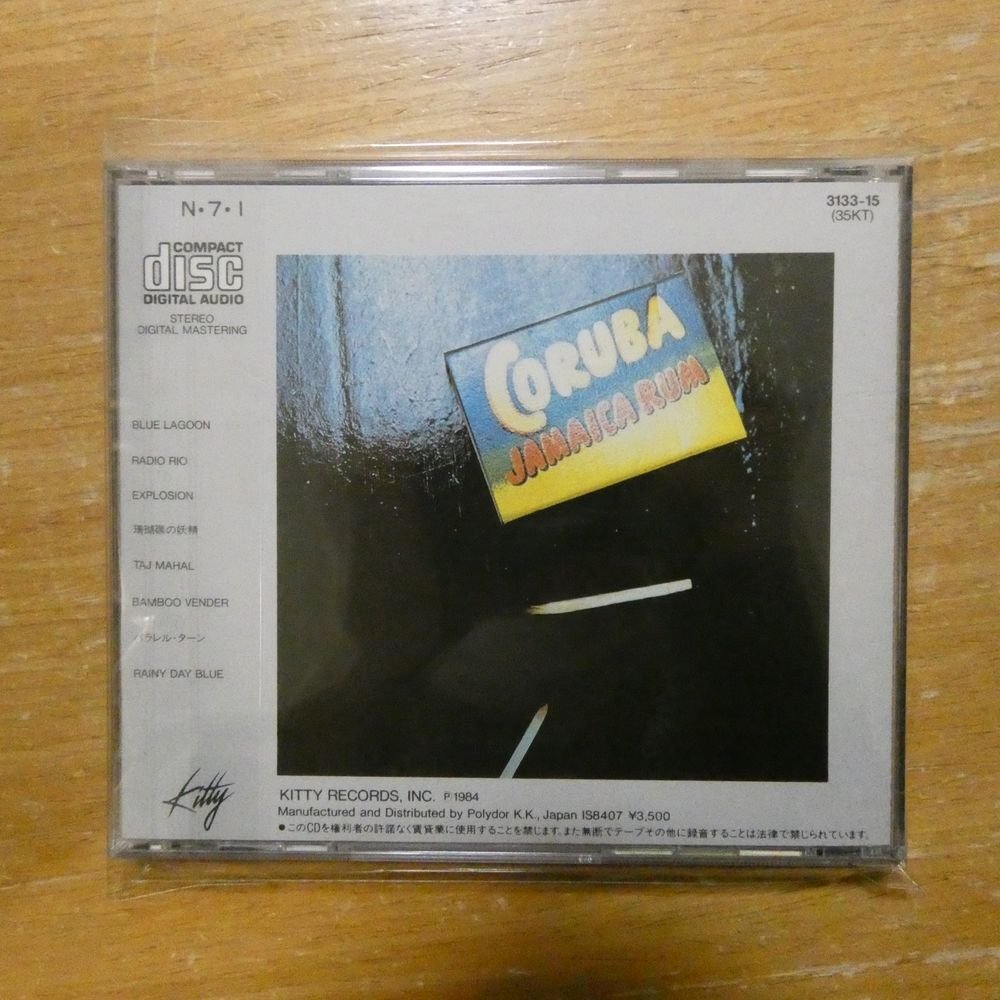 N・7・I
3133-15
(35KT)
COMPACT
disc
DIGITAL AUDIO
STEREO
DIGITAL MASTERING
CORUBA
JAMAICA RUM
BLUE LAGOON
RADIO RIO
EXPLOSION
珊瑚礁の妖精
TAJ MAHAL
BAMBOO VENDER
パラレル・ターン
RAINY DAY BLUE
Kitty
KITTY RECORDS, INC. Ⓟ1984
Manufactured and Distributed by Polydor K.K., Japan IS8407 ¥3,500
●このCDを権利者の許諾なく賃貸業に使用することを禁じます。また無断でテープその他に録音することは法律で禁じられています。